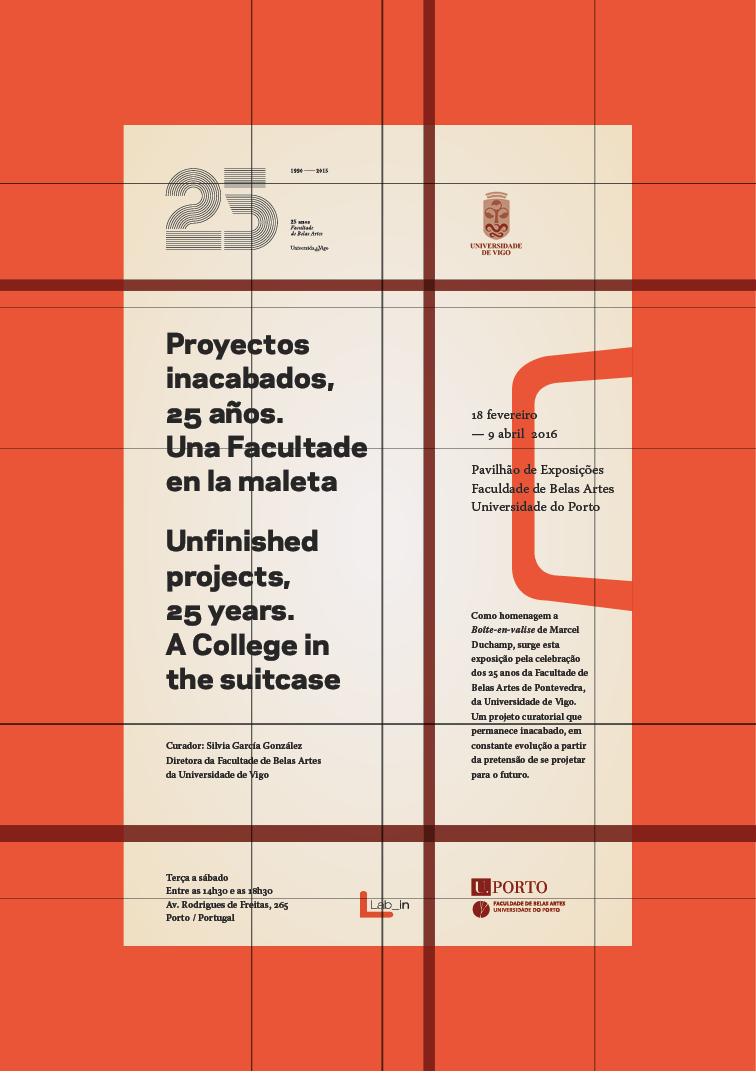 25
1990 — 2015
25 anos
Facultade
de Belas Artes
UNIVERSIDADE
DE VIGO
Proyectos
inacabados,
25 años.
Una Facultade
en la maleta
Unfinished
projects,
25 years.
A College in
the suitcase
18 fevereiro
— 9 abril 2016
Pavilhão de Exposições
Faculdade de Belas Artes
Universidade do Porto
Como homenagem a
Boîte-en-valise de Marcel
Duchamp, surge esta
exposição pela celebração
dos 25 anos da Facultade de
Belas Artes de Pontevedra,
da Universidade de Vigo.
Um projeto curatorial que
permanece inacabado, em
constante evolução a partir
da pretensão de se projetar
para o futuro.
Curador: Silvia García González
Diretora da Facultade de Belas Artes
da Universidade de Vigo
Terça a sábado
Entre as 14h30 e as 18h30
Av. Rodrigues de Freitas, 265
Porto / Portugal
Lab_in
U.PORTO
FACULDADE DE BELAS ARTES
UNIVERSIDADE DO PORTO